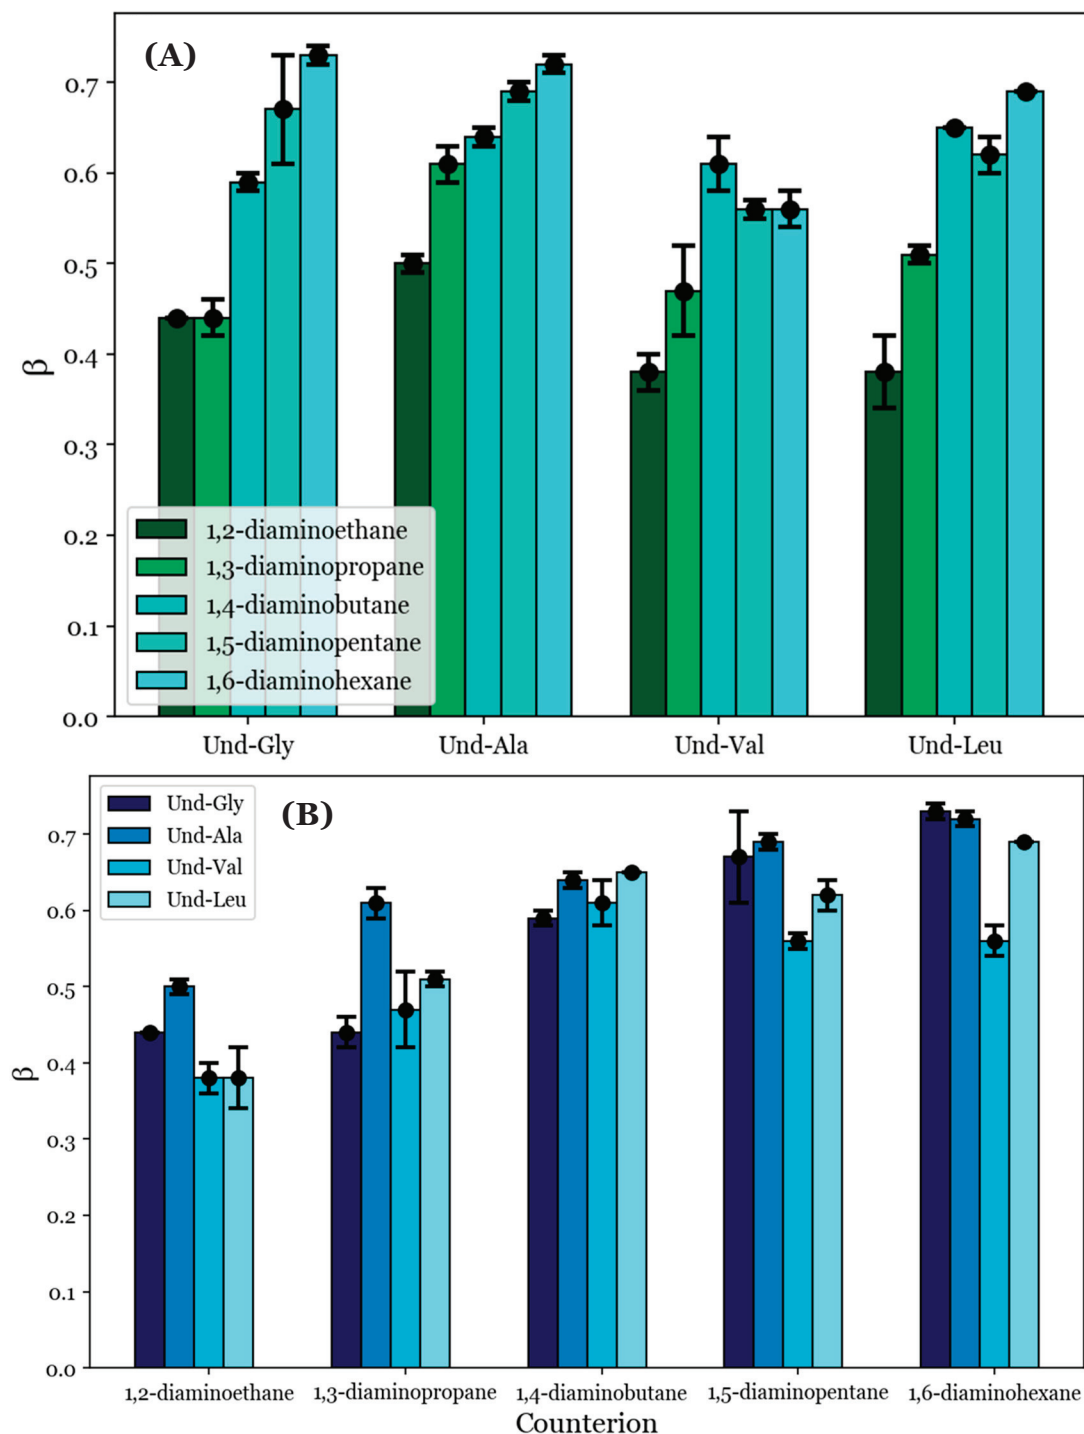 (A)
0.7
0.6
0.5
0.4
0.3
0.2
0.1
0.0
β
1,2-diaminoethane
1,3-diaminopropane
1,4-diaminobutane
1,5-diaminopentane
1,6-diaminohexane
Und-Gly Und-Ala Und-Val Und-Leu
(B)
Und-Gly
Und-Ala
Und-Val
Und-Leu
0.7
0.6
0.5
0.4
0.3
0.2
0.1
0.0
β
1,2-diaminoethane 1,3-diaminopropane 1,4-diaminobutane 1,5-diaminopentane 1,6-diaminohexane
Counterion